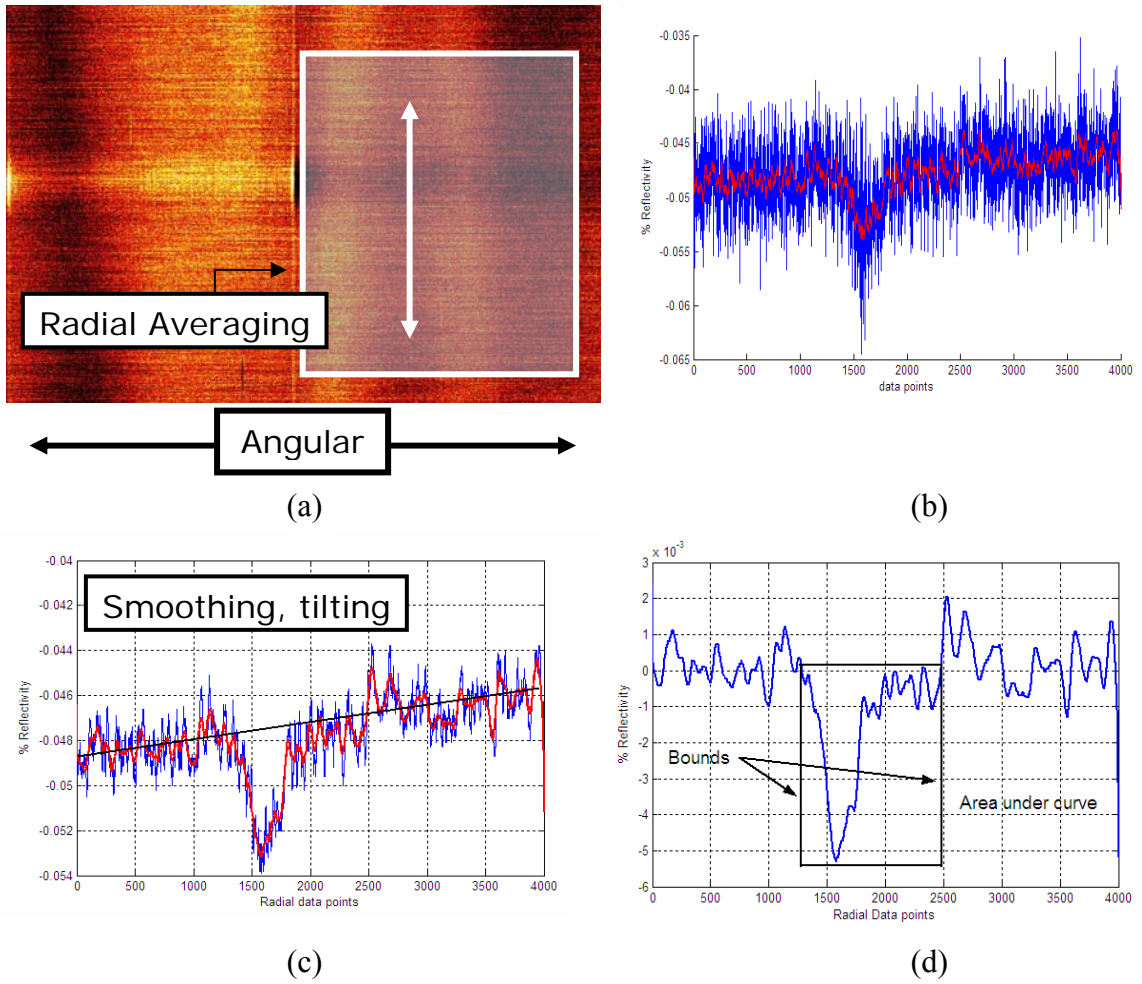 Radial Averaging
Angular
(a)
-0.035
-0.04
-0.045
-0.05
-0.055
-0.06
-0.065
% Reflectivity
0 500 1000 1500 2000 2500 3000 3500 4000
data points
(b)
-0.04
-0.042
-0.044
-0.046
-0.048
-0.05
-0.052
-0.054
% Reflectivity
Smoothing, tilting
0 500 1000 1500 2000 2500 3000 3500 4000
Radial data points
(c)
x 10⁻³
3
2
1
0
-1
-2
-3
-4
-5
-6
% Reflectivity
Bounds
Area under curve
0 500 1000 1500 2000 2500 3000 3500 4000
Radial Data points
(d)